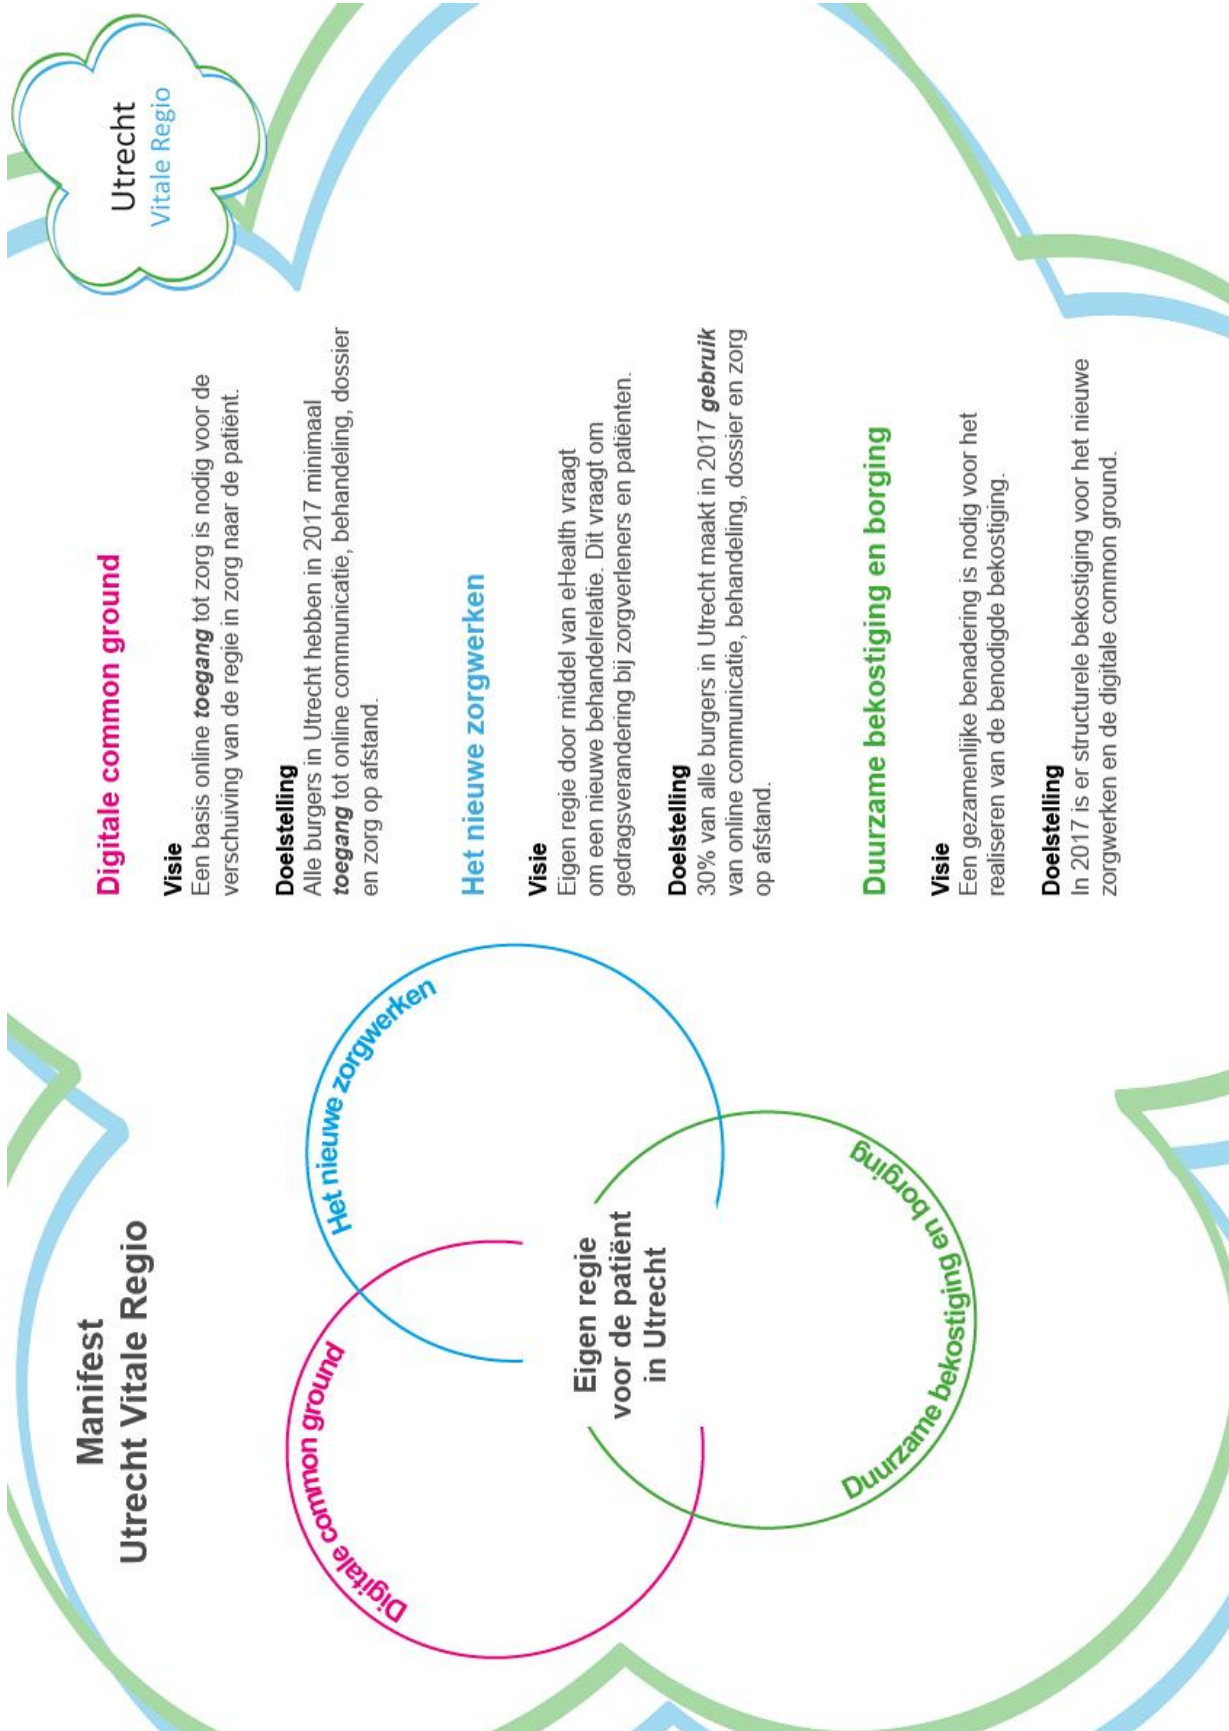 Manifest
Utrecht Vitale Regio
Digitale common ground
Het nieuwe zorgwerken
Eigen regie
voor de patiënt
in Utrecht
Duurzame bekostiging en borging
Utrecht
Vitale Regio
Digitale common ground
Visie
Een basis online toegang tot zorg is nodig voor de
verschuiving van de regie in zorg naar de patiënt.
Doelstelling
Alle burgers in Utrecht hebben in 2017 minimaal
toegang tot online communicatie, behandeling, dossier
en zorg op afstand.
Het nieuwe zorgwerken
Visie
Eigen regie door middel van eHealth vraagt
om een nieuwe behandelrelatie. Dit vraagt om
gedragsverandering bij zorgverleners en patiënten.
Doelstelling
30% van alle burgers in Utrecht maakt in 2017 gebruik
van online communicatie, behandeling, dossier en zorg
op afstand.
Duurzame bekostiging en borging
Visie
Een gezamenlijke benadering is nodig voor het
realiseren van de benodigde bekostiging.
Doelstelling
In 2017 is er structurele bekostiging voor het nieuwe
zorgwerken en de digitale common ground.